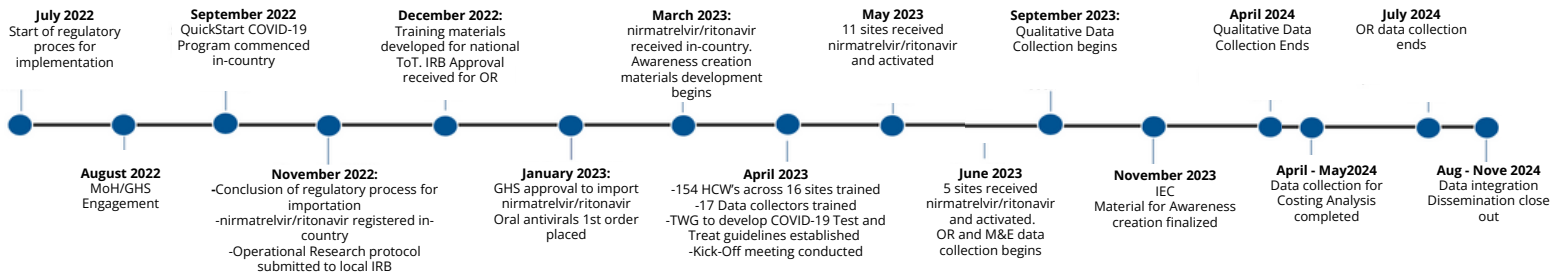 July 2022
Start of regulatory
proces for
implementation
September 2022
QuickStart COVID-19
Program commenced
in-country
December 2022:
Training materials
developed for national
ToT. IRB Approval
received for OR
March 2023:
nirmatrelvir/ritonavir
received in-country.
Awareness creation
materials development
begins
May 2023
11 sites received
nirmatrelvir/ritonavir
and activated
September 2023:
Qualitative Data
Collection begins
April 2024
Qualitative Data
Collection Ends
July 2024
OR data collection
ends
August 2022
MoH/GHS
Engagement
November 2022:
-Conclusion of regulatory process for
importation
-nirmatrelvir/ritonavir registered in-
country
-Operational Research protocol
submitted to local IRB
January 2023:
GHS approval to import
nirmatrelvir/ritonavir
Oral antivirals 1st order
placed
April 2023
-154 HCW's across 16 sites trained
-17 Data collectors trained
-TWG to develop COVID-19 Test and
Treat guidelines established
-Kick-Off meeting conducted
June 2023
5 sites received
nirmatrelvir/ritonavir
and activated.
OR and M&E data
collection begins
November 2023
IEC
Material for Awareness
creation finalized
April - May2024
Data collection for
Costing Analysis
completed
Aug - Nove 2024
Data integration
Dissemination close
out